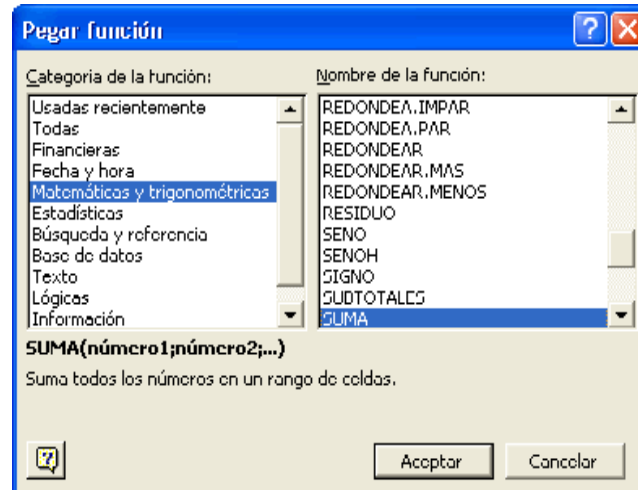 Pegar función
Categoría de la función:
Usadas recientemente
Todas
Financieras
Fecha y hora
Matemáticas y trigonométricas
Estadísticas
Búsqueda y referencia
Base de datos
Texto
Lógicas
Información
Nombre de la función:
REDONDEA.IMPAR
REDONDEA.PAR
REDONDEAR
REDONDEAR.MAS
REDONDEAR.MENOS
RESIDUO
SENO
SENOH
SIGNO
SUBTOTALES
SUMA
SUMA(número1;número2;...)
Suma todos los números en un rango de celdas.
Aceptar
Cancelar